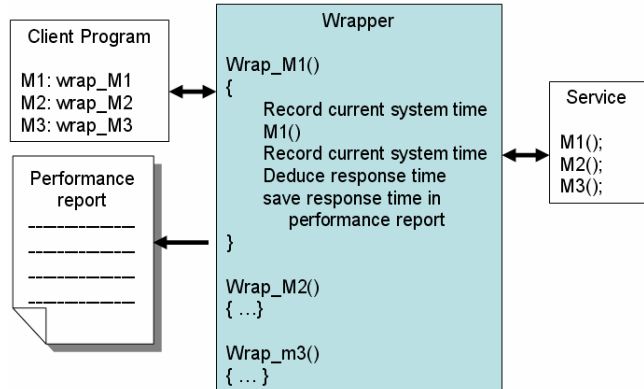 Client Program
M1: wrap_M1
M2: wrap_M2
M3: wrap_M3
Performance
report
Wrapper
Wrap_M1()
{
Record current system time
M1()
Record current system time
Deduce response time
save response time in
performance report
}
Wrap_M2()
{ ...}
Wrap_m3()
{ ... }
Service
M1();
M2();
M3();